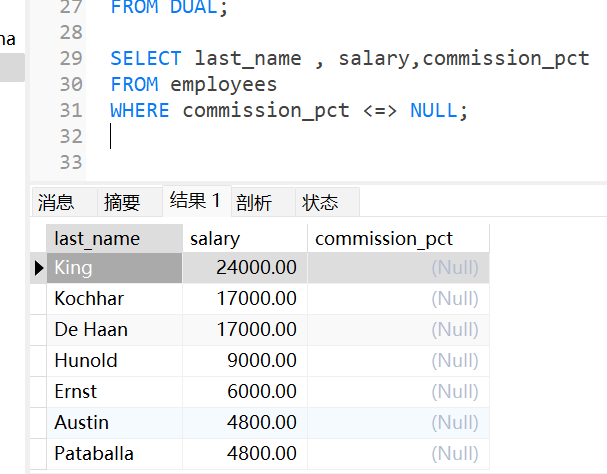 27 FROM DUAL;
na
28
29 SELECT last_name , salary,commission_pct
30 FROM employees
31 WHERE commission_pct <=> NULL;
32
33
消息 摘要 结果 1 剖析 状态
last_name salary commission_pct
King 24000.00 (Null)
Kochhar 17000.00 (Null)
De Haan 17000.00 (Null)
Hunold 9000.00 (Null)
Ernst 6000.00 (Null)
Austin 4800.00 (Null)
Pataballa 4800.00 (Null)